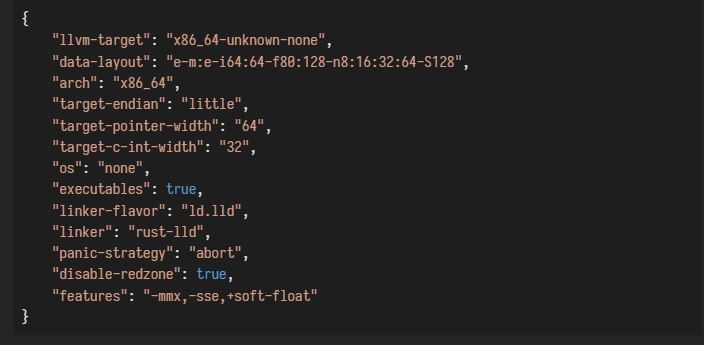 {
    "llvm-target": "x86_64-unknown-none",
    "data-layout": "e-m:e-i64:64-f80:128-n8:16:32:64-S128",
    "arch": "x86_64",
    "target-endian": "little",
    "target-pointer-width": "64",
    "target-c-int-width": "32",
    "os": "none",
    "executables": true,
    "linker-flavor": "ld.lld",
    "linker": "rust-lld",
    "panic-strategy": "abort",
    "disable-redzone": true,
    "features": "-mmx,-sse,+soft-float"
}